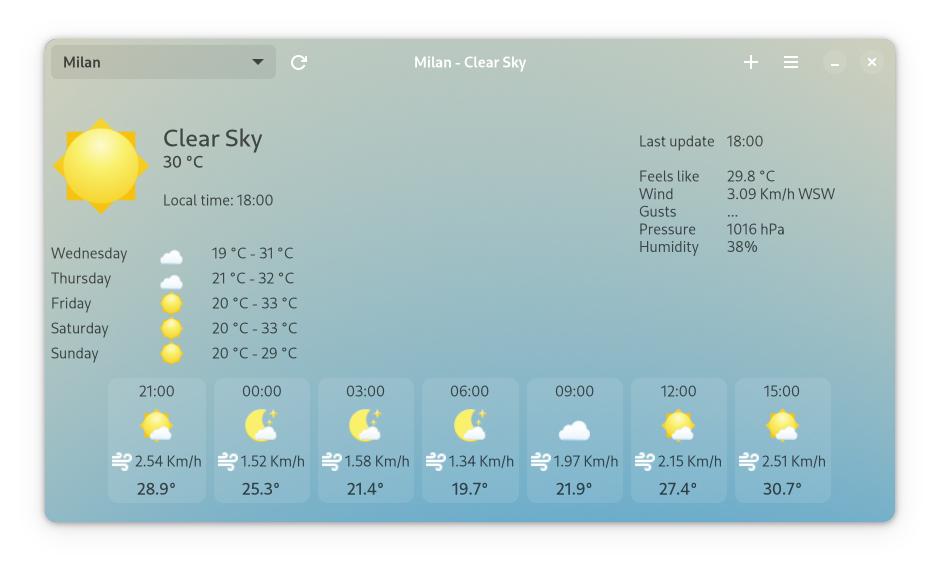 Milan
Milan - Clear Sky
Clear Sky
30 °C
Local time: 18:00
Last update 18:00
Feels like 29.8 °C
Wind 3.09 Km/h WSW
Gusts ...
Pressure 1016 hPa
Humidity 38%
Wednesday 19 °C - 31 °C
Thursday 21 °C - 32 °C
Friday 20 °C - 33 °C
Saturday 20 °C - 33 °C
Sunday 20 °C - 29 °C
21:00 00:00 03:00 06:00 09:00 12:00 15:00
2.54 Km/h 1.52 Km/h 1.58 Km/h 1.34 Km/h 1.97 Km/h 2.15 Km/h 2.51 Km/h
28.9° 25.3° 21.4° 19.7° 21.9° 27.4° 30.7°